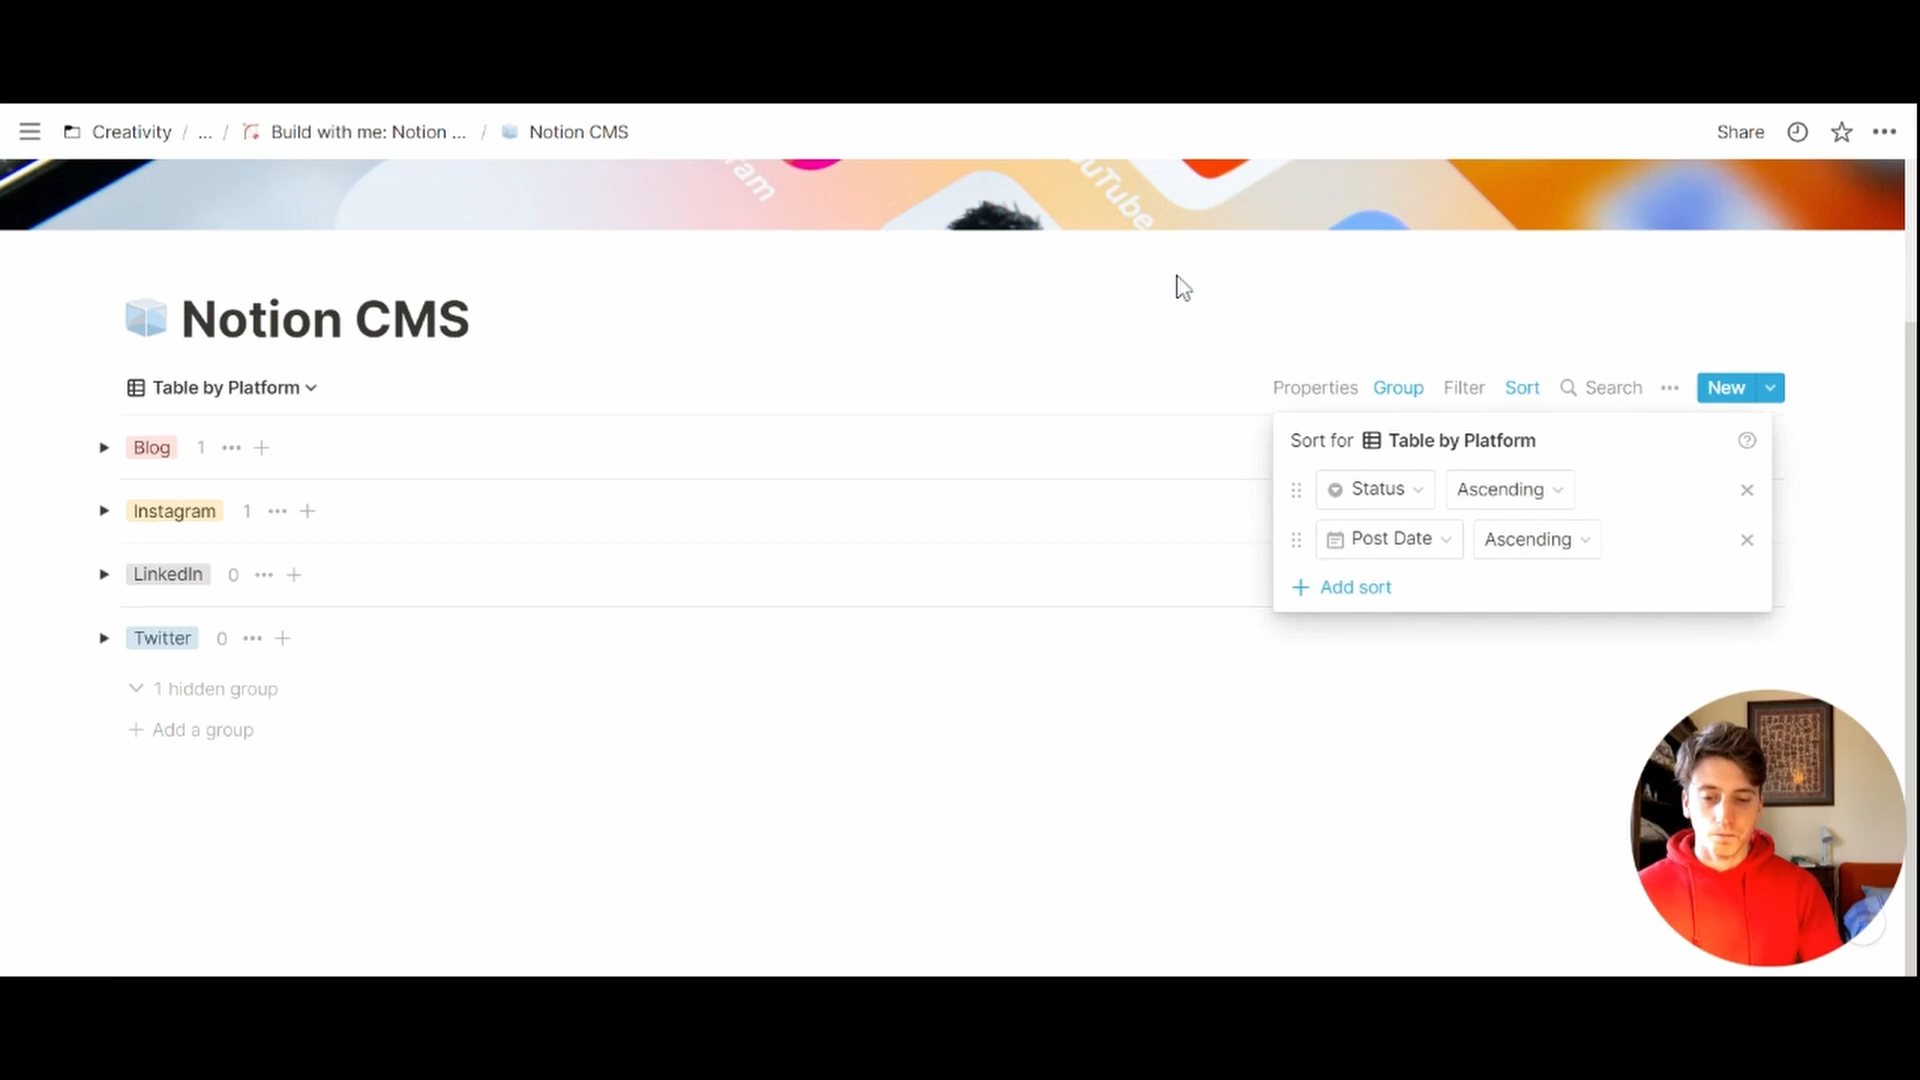 Creativity / ... / Build with me: Notion ... / Notion CMS
Share
ram
uTube
Notion CMS
Table by Platform
Properties Group Filter Sort Search ... New
Blog 1 ... +
Sort for Table by Platform
Status Ascending
Instagram 1 ... +
Post Date Ascending
LinkedIn 0 ... +
+ Add sort
Twitter 0 ... +
1 hidden group
+ Add a group